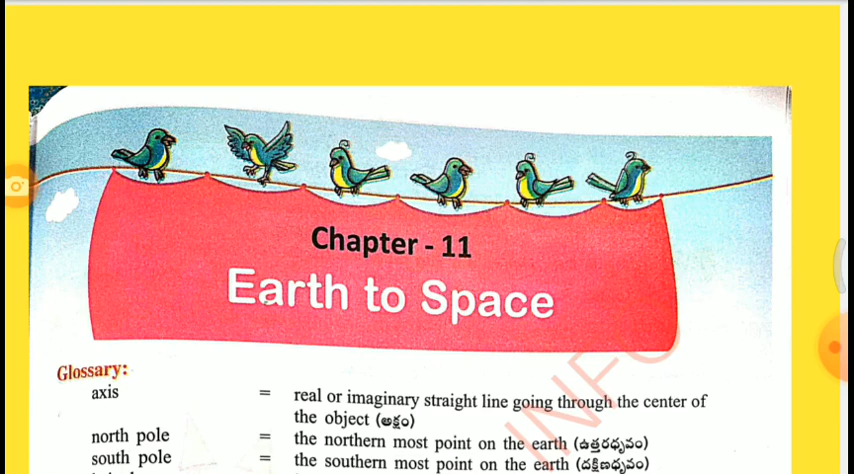 Chapter - 11
Earth to Space
Glossary:
axis = real or imaginary straight line going through the center of
the object (అక్షం)
north pole = the northern most point on the earth (ఉత్తరధృవం)
south pole = the southern most point on the earth (దక్షిణధృవం)
INFO